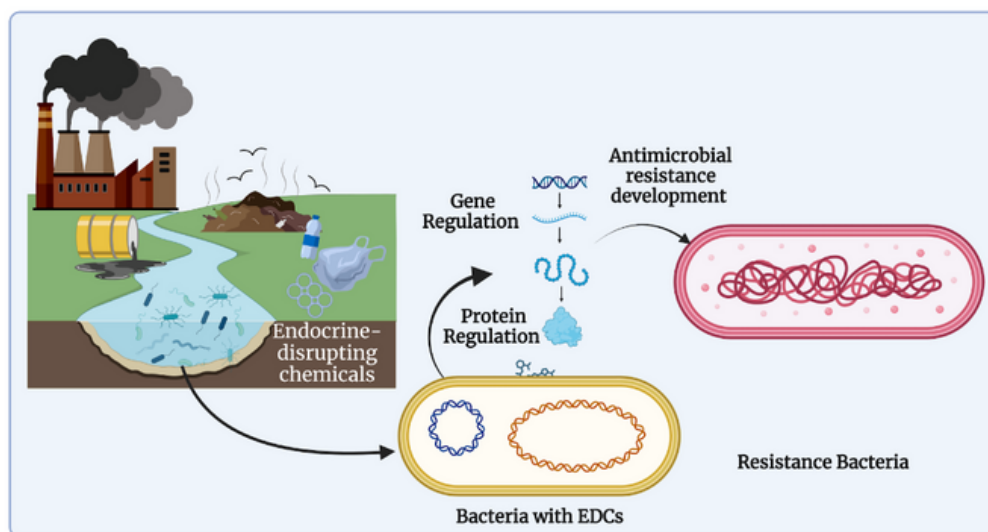 Endocrine-
disrupting
chemicals
Gene
Regulation
Protein
Regulation
Antimicrobial
resistance
development
Bacteria with EDCs
Resistance Bacteria